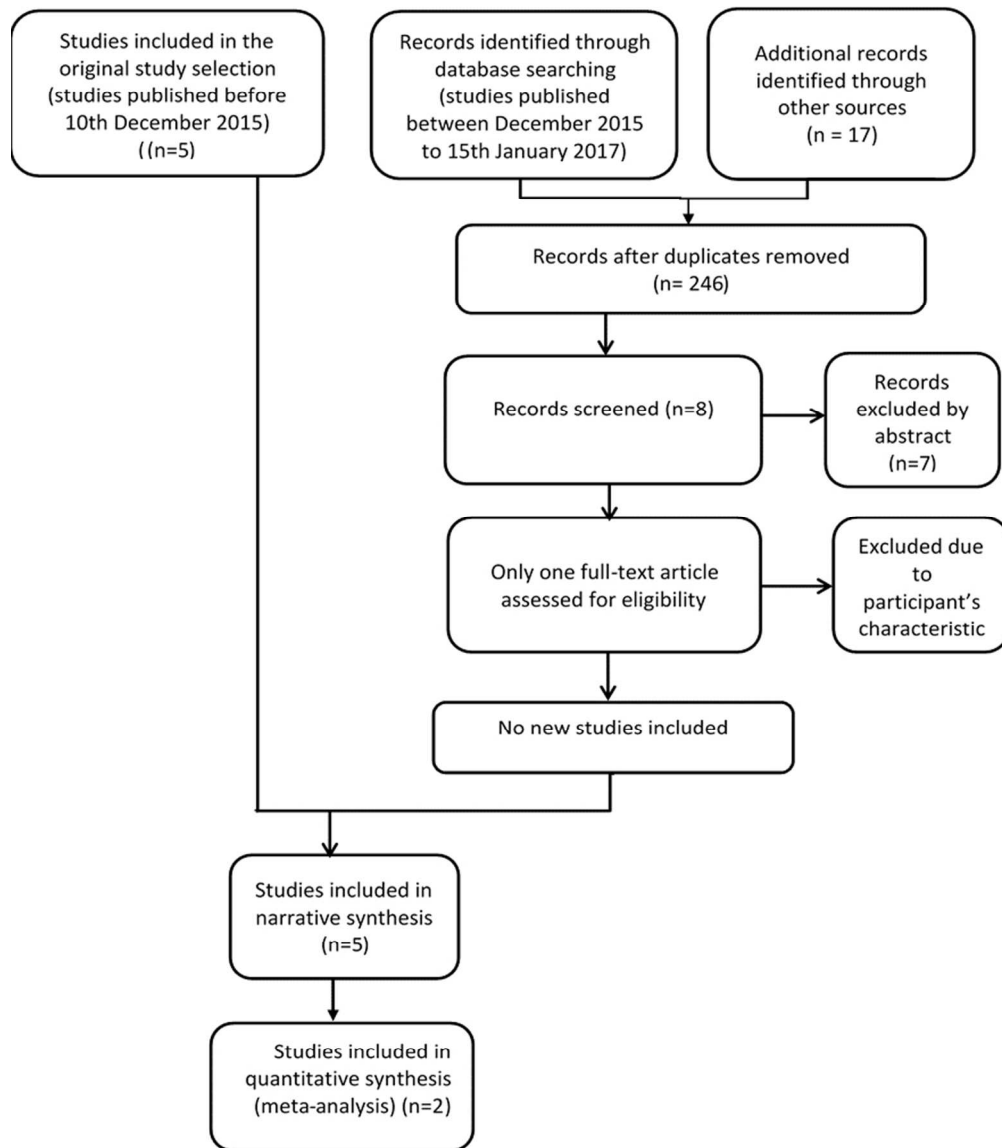 Studies included in the
original study selection
(studies published before
10th December 2015)
((n=5)
Records identified through
database searching
(studies published
between December 2015
to 15th January 2017)
Additional records
identified through
other sources
(n = 17)
Records after duplicates removed
(n= 246)
Records screened (n=8)
Records
excluded by
abstract
(n=7)
Only one full-text article
assessed for eligibility
Excluded due
to
participant’s
characteristic
No new studies included
Studies included in
narrative synthesis
(n=5)
Studies included in
quantitative synthesis
(meta-analysis) (n=2)